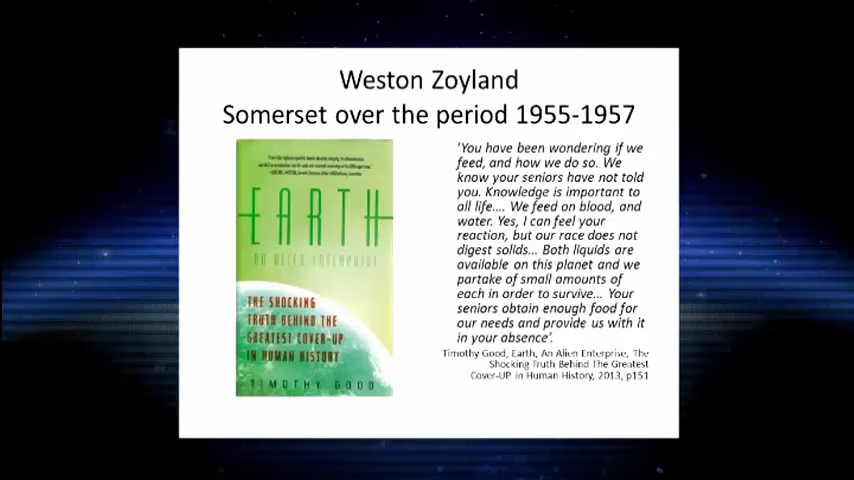 Weston Zoyland
Somerset over the period 1955-1957
EARTH
AN ALIEN ENTERPRISE
THE SHOCKING
TRUTH BEHIND THE
GREATEST COVER-UP
IN HUMAN HISTORY
TIMOTHY GOOD
'You have been wondering if we
feed, and how we do so. We
know your seniors have not told
you. Knowledge is important to
all life.... We feed on blood, and
water. Yes, I can feel your
reaction, but our race does not
digest solids... Both liquids are
available on this planet and we
partake of small amounts of
each in order to survive... Your
seniors obtain enough food for
our needs and provide us with it
in your absence'.
Timothy Good, Earth, An Alien Enterprise, The
Shocking Truth Behind The Greatest
Cover-UP in Human History, 2013, p151